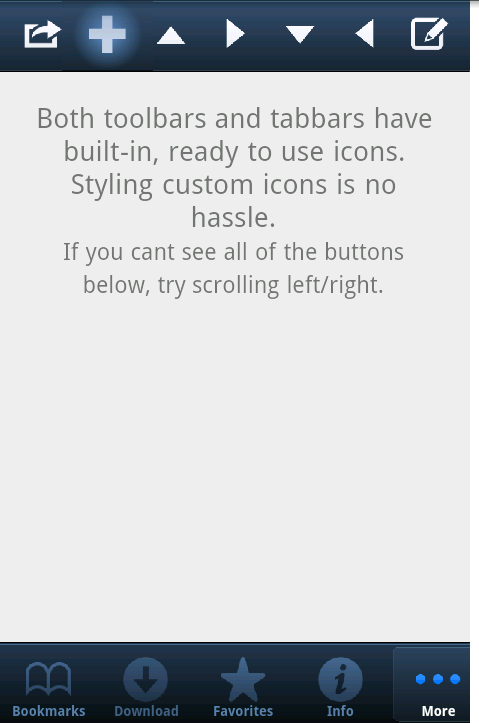 Both toolbars and tabbars have
built-in, ready to use icons.
Styling custom icons is no
hassle.
If you cant see all of the buttons
below, try scrolling left/right.
Bookmarks Download Favorites Info More